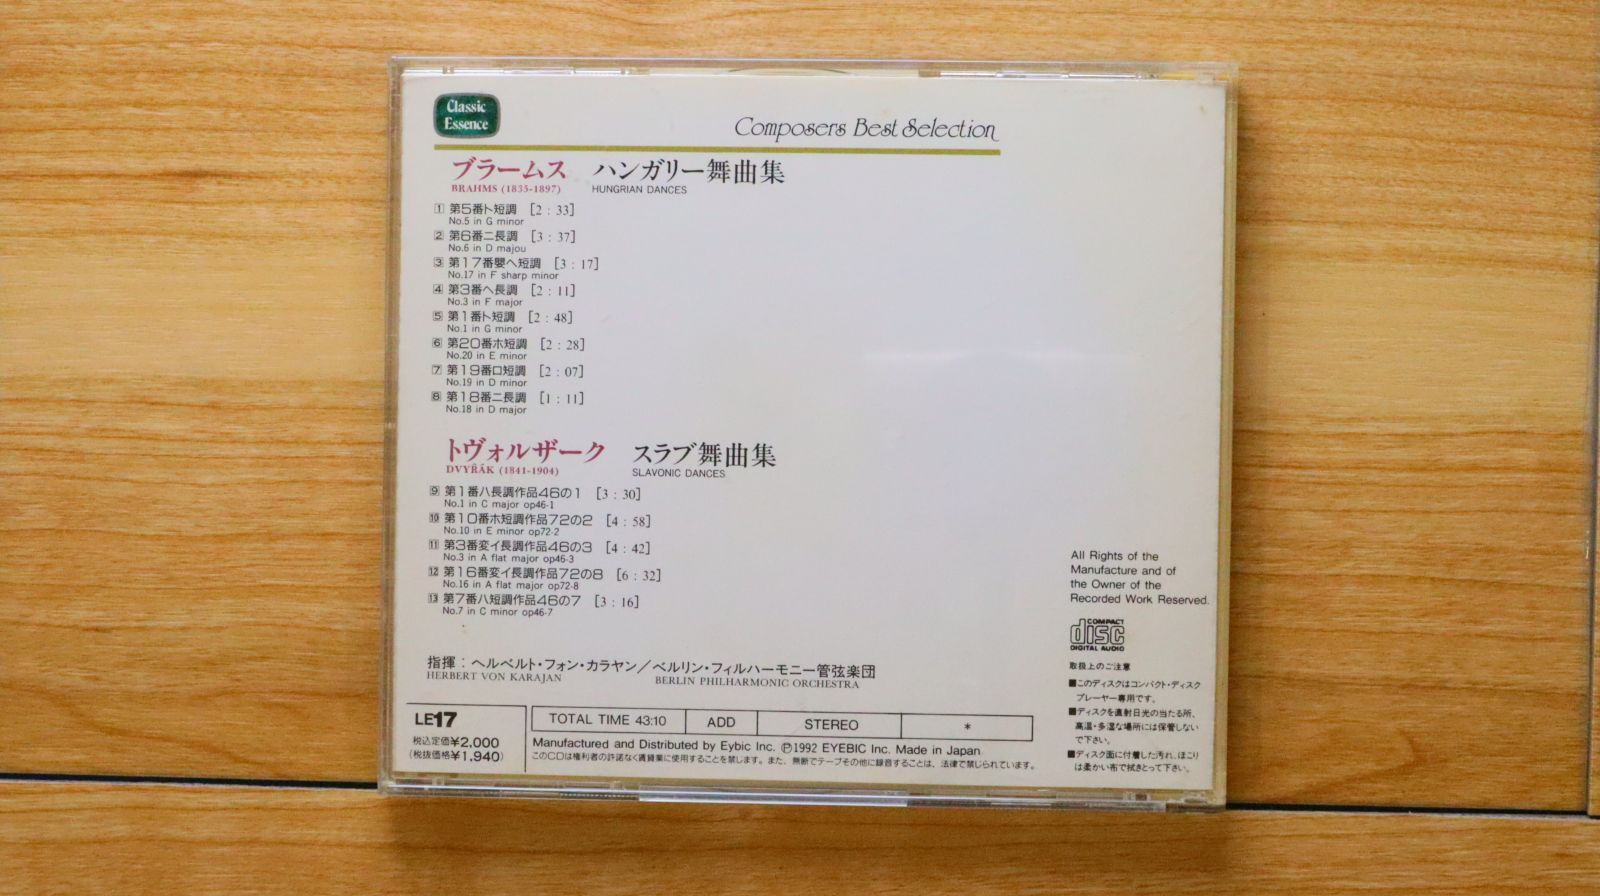 Classic
Essence
Composers Best Selection
ブラームス ハンガリー舞曲集
BRAHMS (1835-1897) HUNGRIAN DANCES
1 第5番ト短調 [2:33]
No.5 in G minor
2 第6番ニ長調 [3:37]
No.6 in D majou
3 第17番嬰ヘ短調 [3:17]
No.17 in F sharp minor
4 第3番ヘ長調 [2:11]
No.3 in F major
5 第1番ト短調 [2:48]
No.1 in G minor
6 第20番ホ短調 [2:28]
No.20 in E minor
7 第19番ロ短調 [2:07]
No.19 in D minor
8 第18番ニ長調 [1:11]
No.18 in D major
トヴォルザーク スラブ舞曲集
DVYŘÁK (1841-1904) SLAVONIC DANCES
9 第1番ハ長調作品46の1 [3:30]
No.1 in C major op46-1
10 第10番ホ短調作品72の2 [4:58]
No.10 in E minor op72-2
11 第3番変イ長調作品46の3 [4:42]
No.3 in A flat major op46-3
12 第16番変イ長調作品72の8 [6:32]
No.16 in A flat major op72-8
13 第7番ハ短調作品46の7 [3:16]
No.7 in C minor op46-7
指揮:ヘルベルト・フォン・カラヤン/ベルリン・フィルハーモニー管弦楽団
HERBERT VON KARAJAN BERLIN PHILHARMONIC ORCHESTRA
LE17
税込定価¥2,000
(税抜価格¥1,940)
TOTAL TIME 43:10 ADD STEREO *
Manufactured and Distributed by Eybic Inc. ℗1992 EYEBIC Inc. Made in Japan
このCDは権利者の許諾なく賃貸業に使用することを禁じます。また、無断でテープその他に録音することは、法律で禁じられています。
All Rights of the
Manufacture and of
the Owner of the
Recorded Work Reserved.
COMPACT
disc
DIGITAL AUDIO
取扱上のご注意
■このディスクはコンパクト・ディスク
プレーヤー専用です。
■ディスクを直射日光の当たる所、
高温・多湿な場所には保管しない
で下さい。
■ディスク面に付着した汚れ、ほこり
は柔かい布で拭きとって下さい。